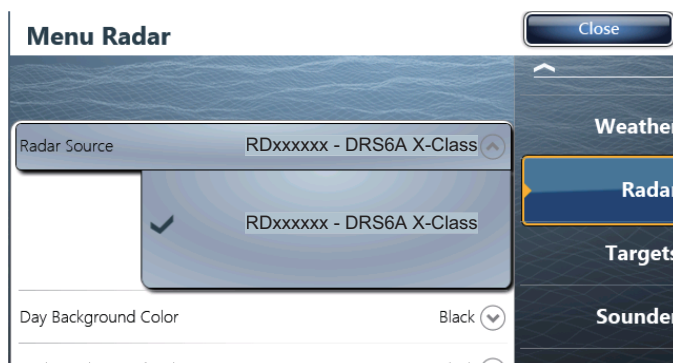 Menu Radar
Close
Radar Source RDxxxxxx - DRS6A X-Class
RDxxxxxx - DRS6A X-Class
Day Background Color Black
Weather
Radar
Targets
Sounder